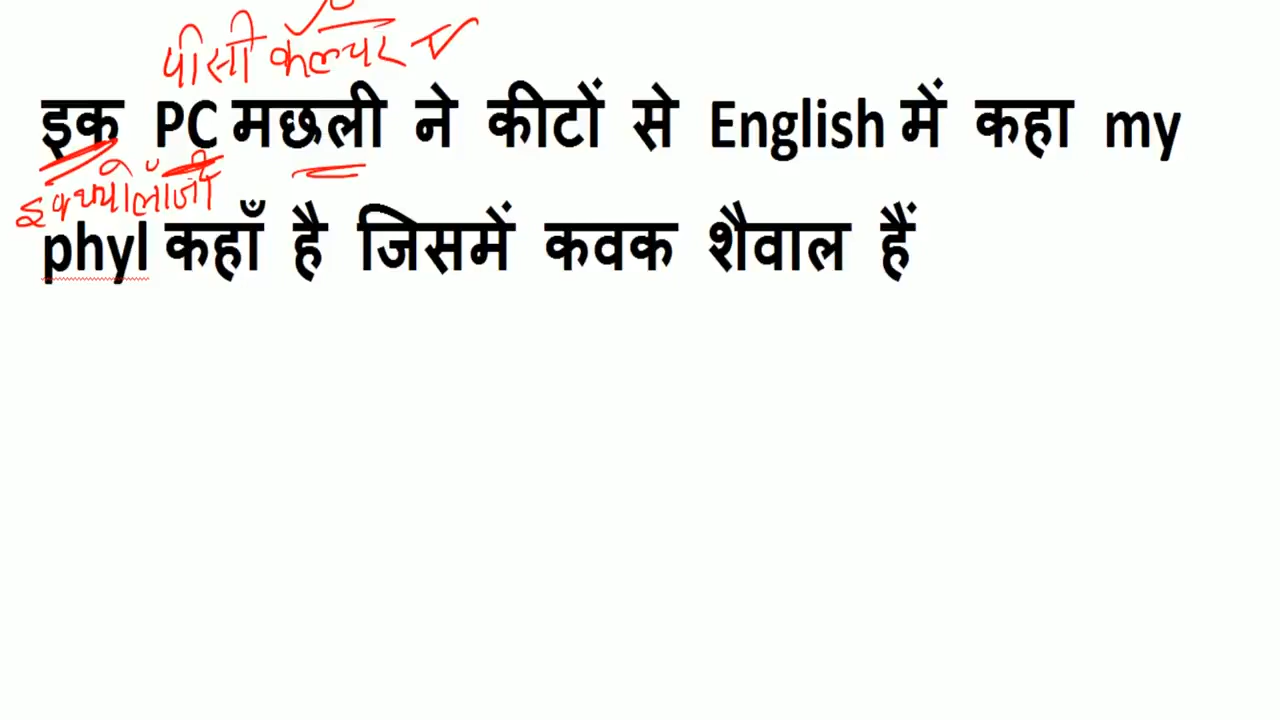 पीसी कल्चर
इक PC मछली ने कीटों से English में कहा my
इक्थ्योलॉजी
phyl कहाँ है जिसमें कवक शैवाल हैं